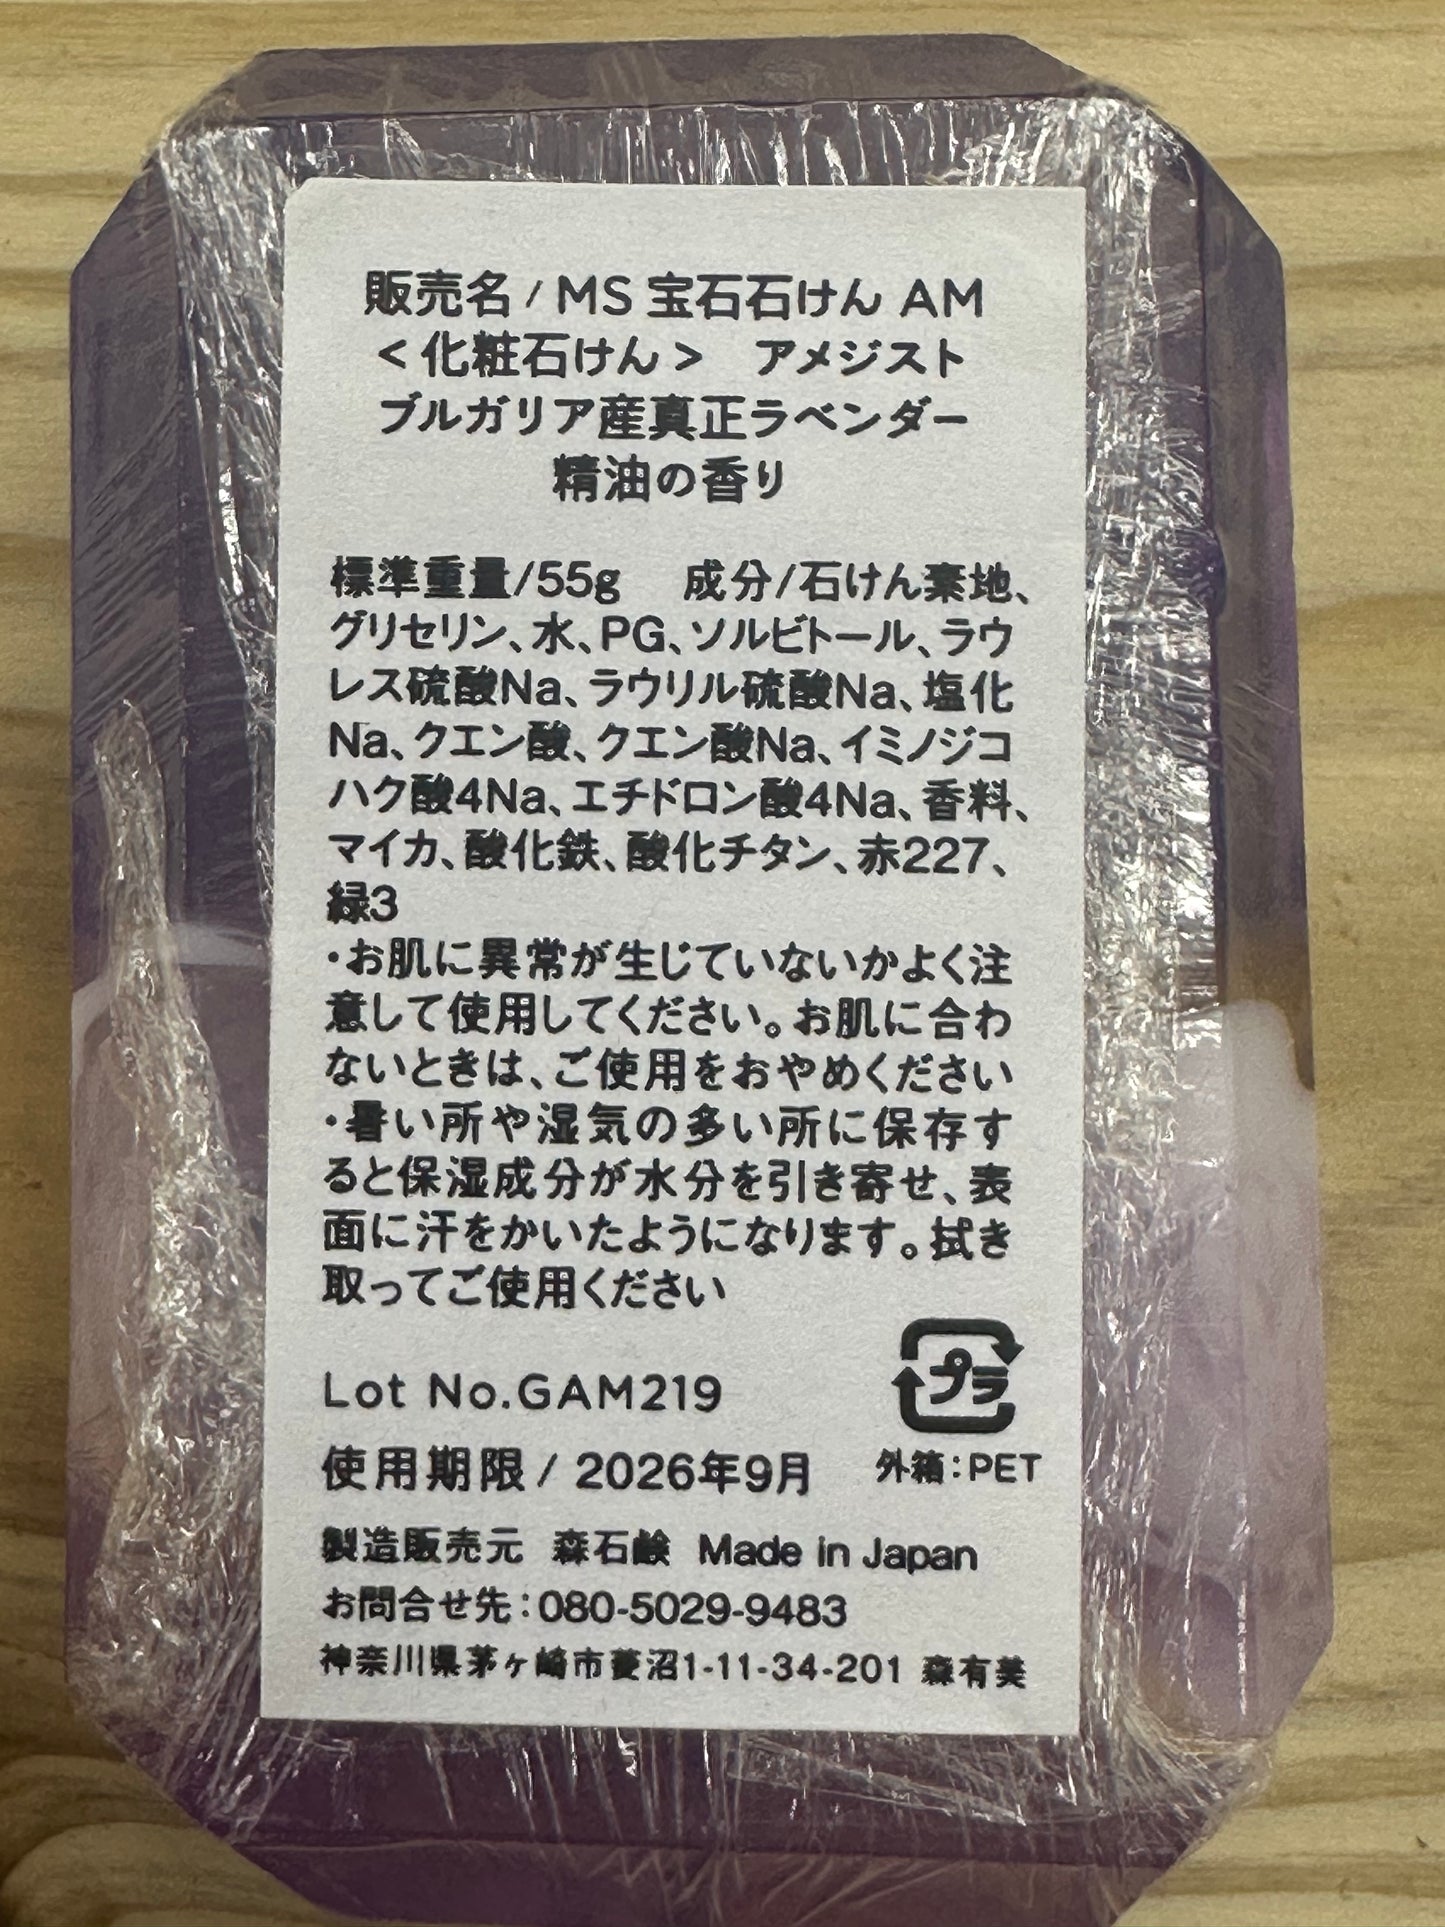 販売名 / MS 宝石石けん AM
<化粧石けん>　アメジスト
ブルガリア産真正ラベンダー
精油の香り
標準重量/55g　成分/石けん素地、
グリセリン、水、PG、ソルビトール、ラウ
レス硫酸Na、ラウリル硫酸Na、塩化
Na、クエン酸、クエン酸Na、イミノジコ
ハク酸4Na、エチドロン酸4Na、香料、
マイカ、酸化鉄、酸化チタン、赤227、
緑3
・お肌に異常が生じていないかよく注
意して使用してください。お肌に合わ
ないときは、ご使用をおやめください
・暑い所や湿気の多い所に保存す
ると保湿成分が水分を引き寄せ、表
面に汗をかいたようになります。拭き
取ってご使用ください
Lot No.GAM219
プラ
使用期限 / 2026年9月
外箱：PET
製造販売元 森石鹸 Made in Japan
お問合せ先：080-5029-9483
神奈川県茅ヶ崎市菱沼1-11-34-201 森有美